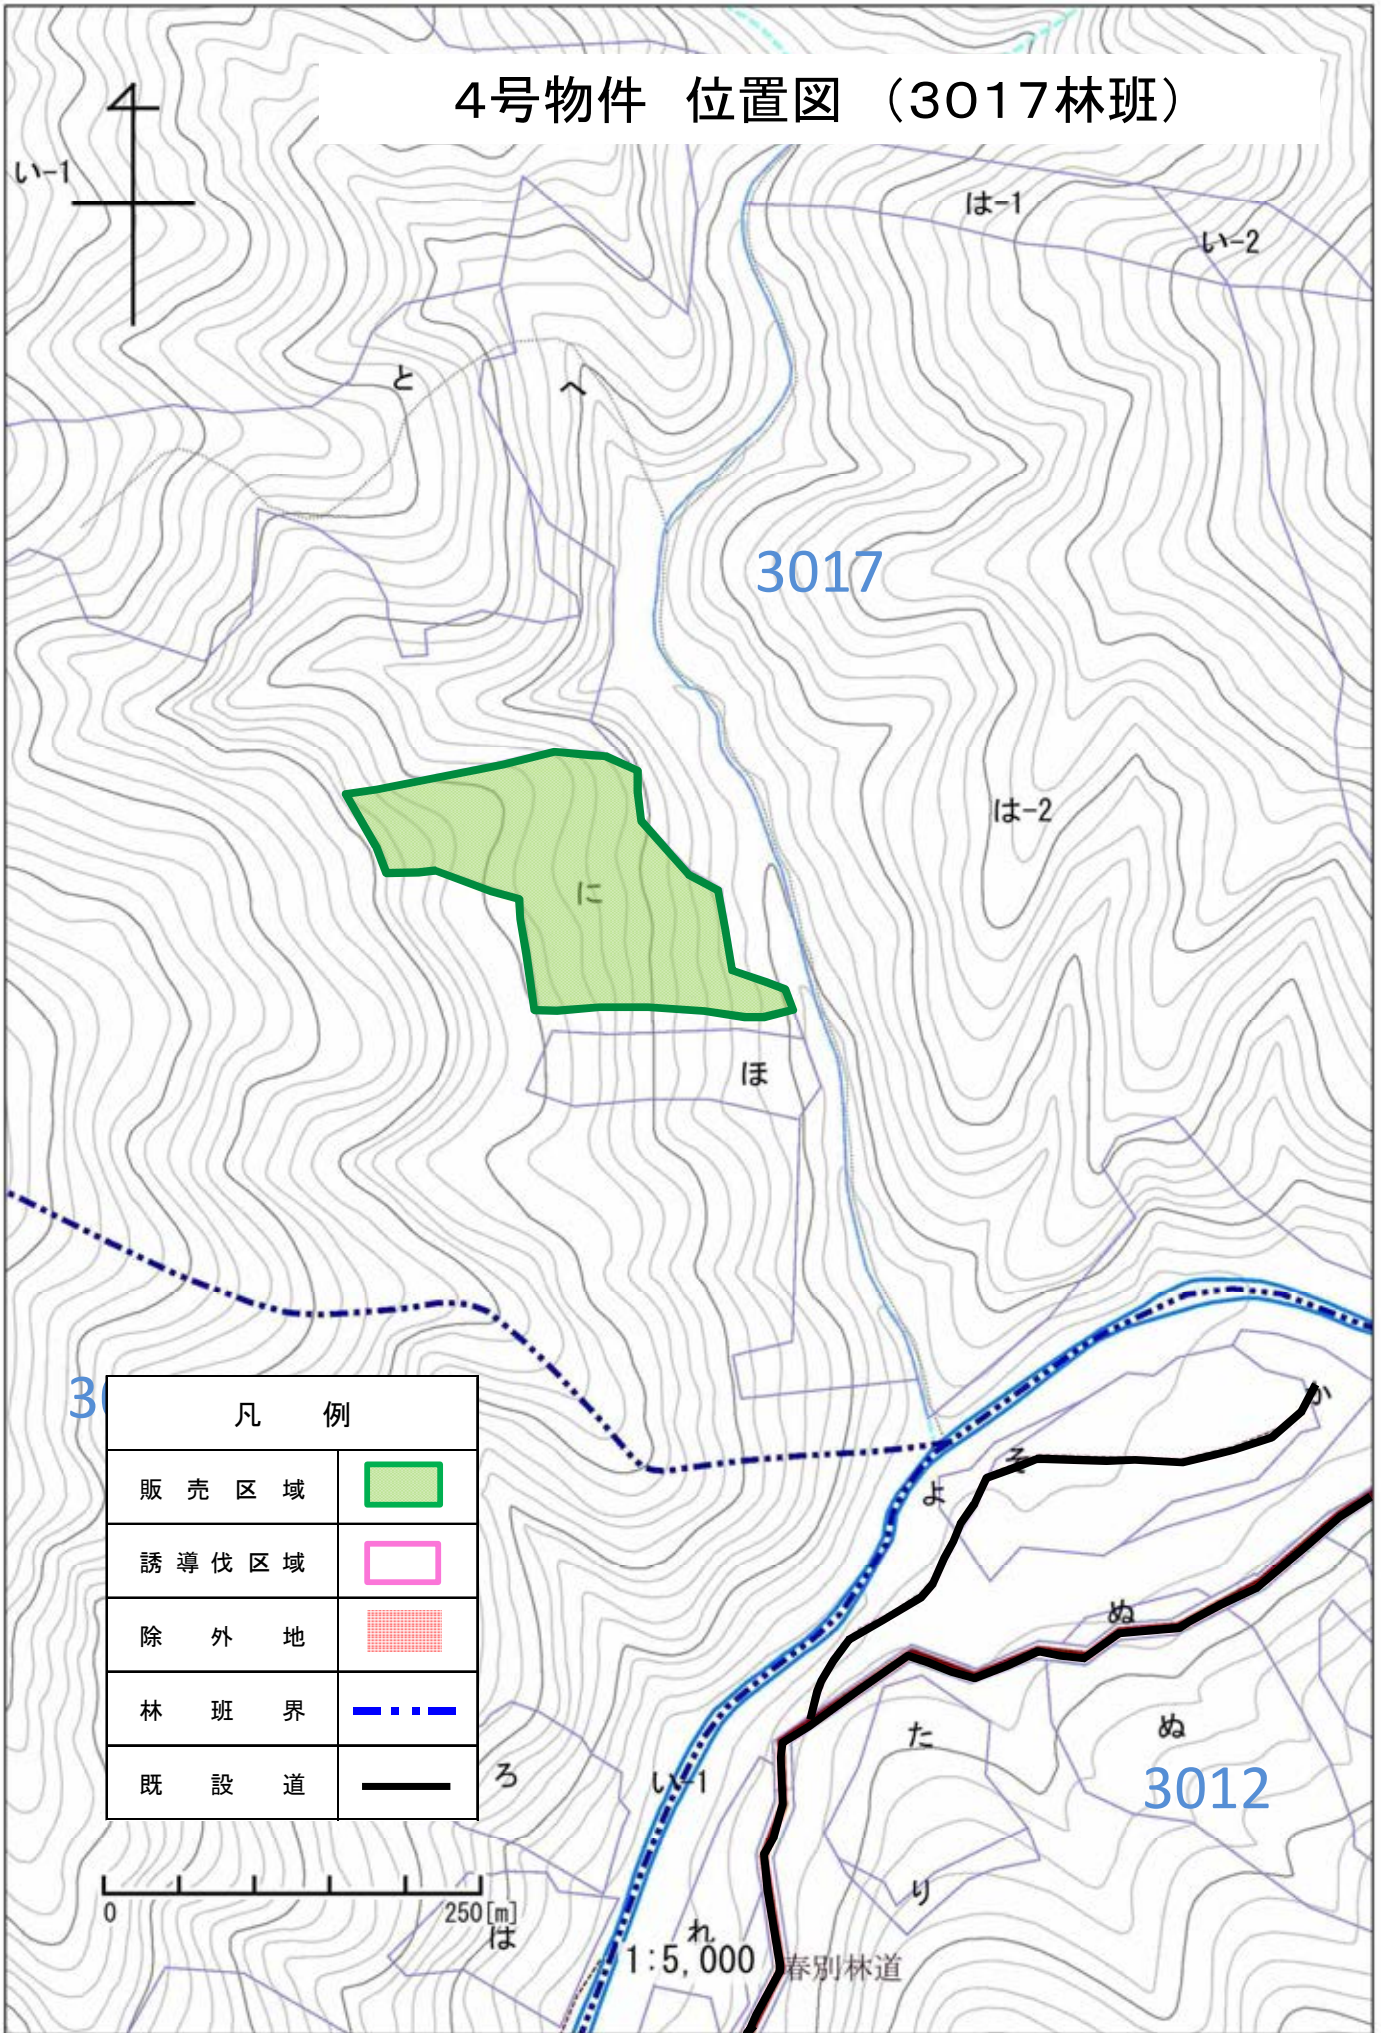 4号物件 位置図 （3017林班）
い-1
は-1
い-2
と
へ
3017
は-2
に
ほ
か
そ
よ
凡 例
販売区域
誘導伐区域
除外地
林班界
既設道
ぬ
た
ぬ
3012
ろ
い-1
り
0
250[m]
は
れ
1:5,000
春別林道